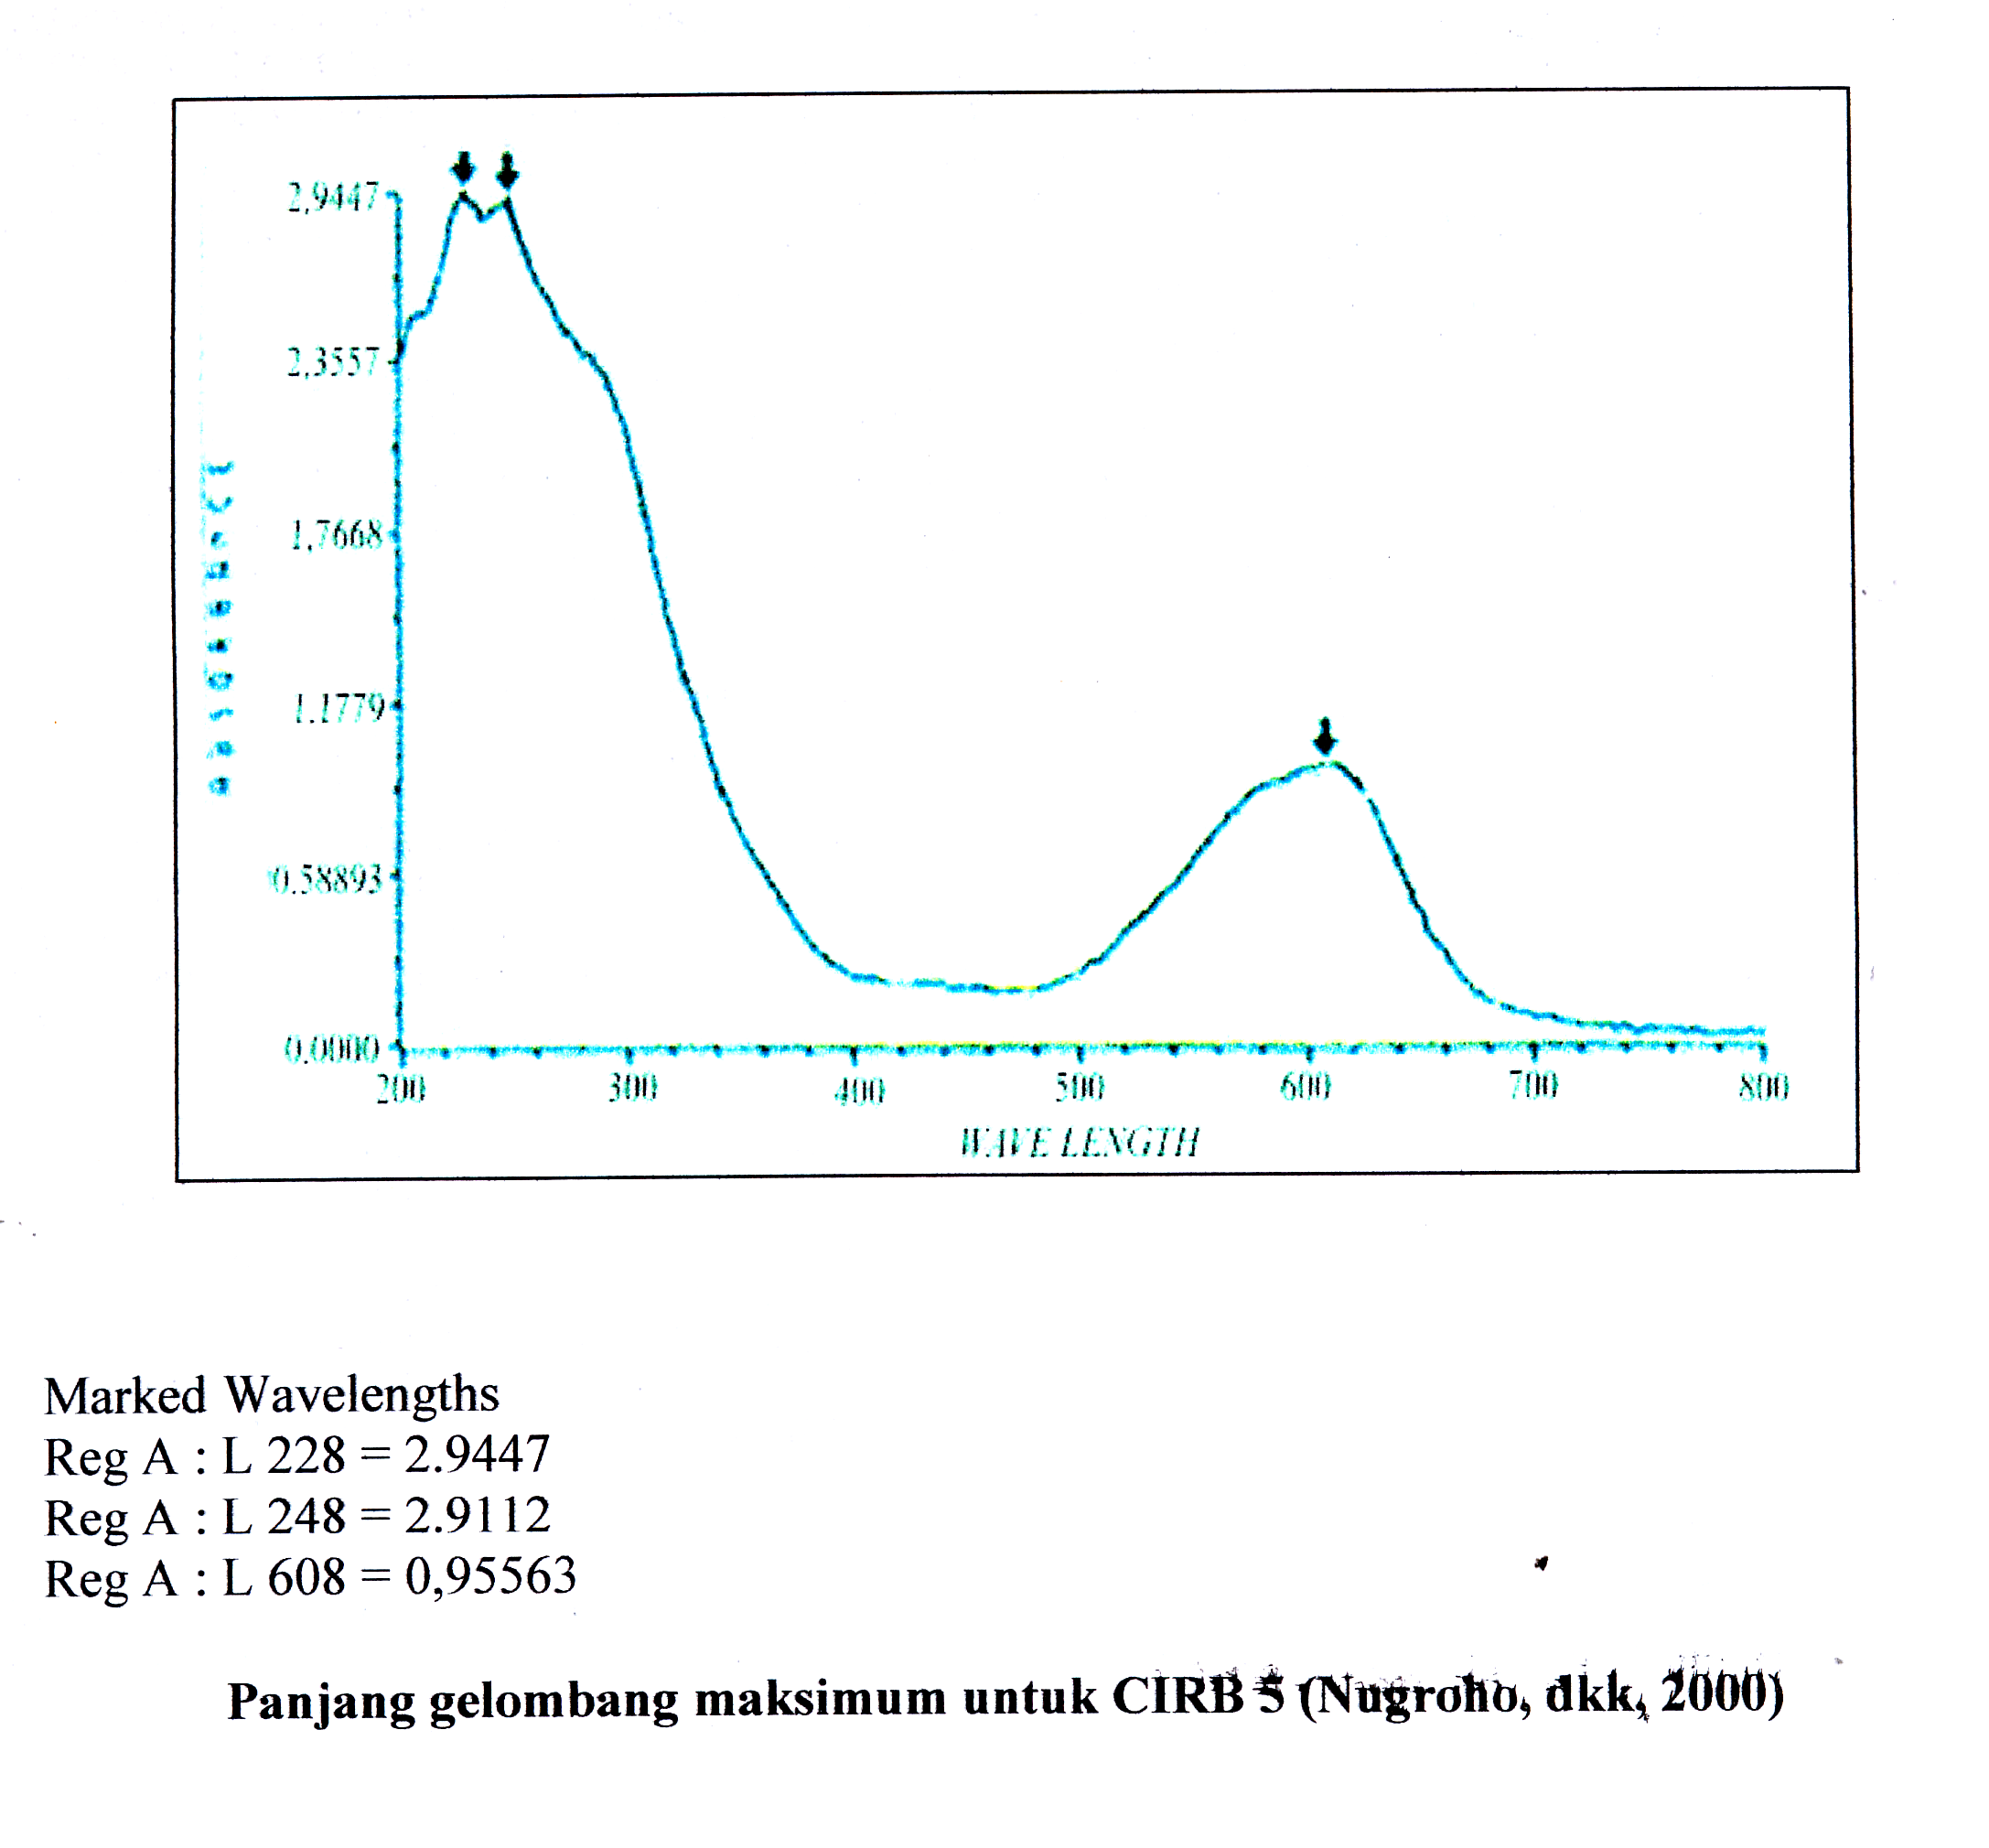 2,9447
2,3557
1,7668
1.1779
0.58893
0.0000
200 300 400 500 600 700 800
WAVE LENGTH
Marked Wavelengths
Reg A : L 228 = 2.9447
Reg A : L 248 = 2.9112
Reg A : L 608 = 0,95563
Panjang gelombang maksimum untuk CIRB 5 (Nugroho, dkk, 2000)